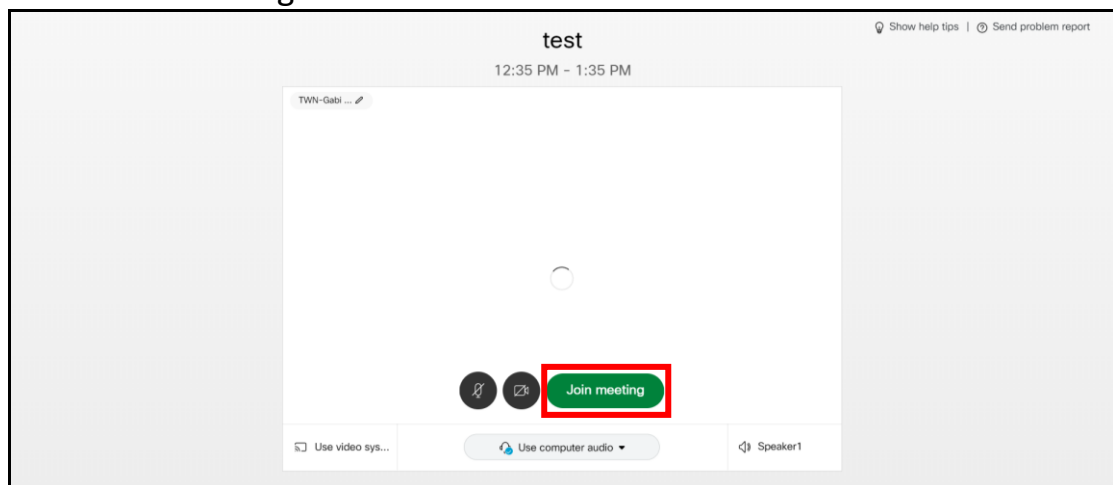 test
Show help tips | Send problem report
12:35 PM - 1:35 PM
TWN-Gabi ...
Join meeting
Use video sys...
Use computer audio
Speaker1